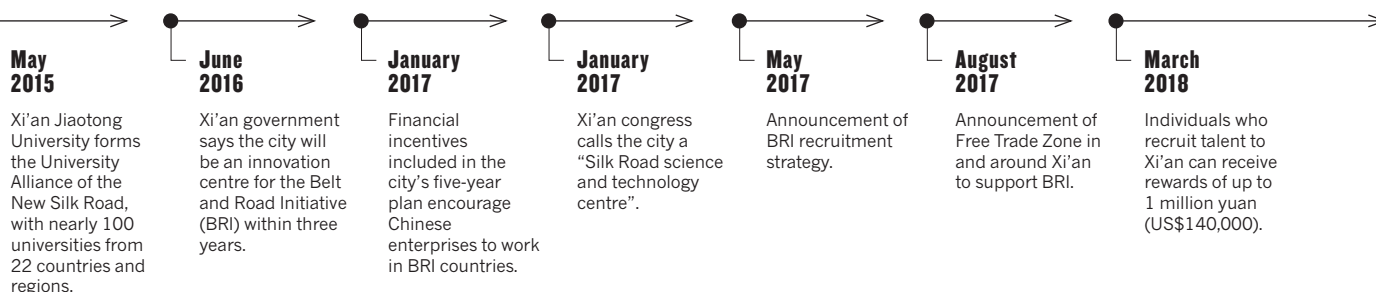 May
2015
Xi’an Jiaotong
University forms
the University
Alliance of the
New Silk Road,
with nearly 100
universities from
22 countries and
regions.
June
2016
Xi’an government
says the city will
be an innovation
centre for the Belt
and Road Initiative
(BRI) within three
years.
January
2017
Financial
incentives
included in the
city’s five-year
plan encourage
Chinese
enterprises to work
in BRI countries.
January
2017
Xi’an congress
calls the city a
“Silk Road science
and technology
centre”.
May
2017
Announcement of
BRI recruitment
strategy.
August
2017
Announcement of
Free Trade Zone in
and around Xi’an
to support BRI.
March
2018
Individuals who
recruit talent to
Xi’an can receive
rewards of up to
1 million yuan
(US$140,000).